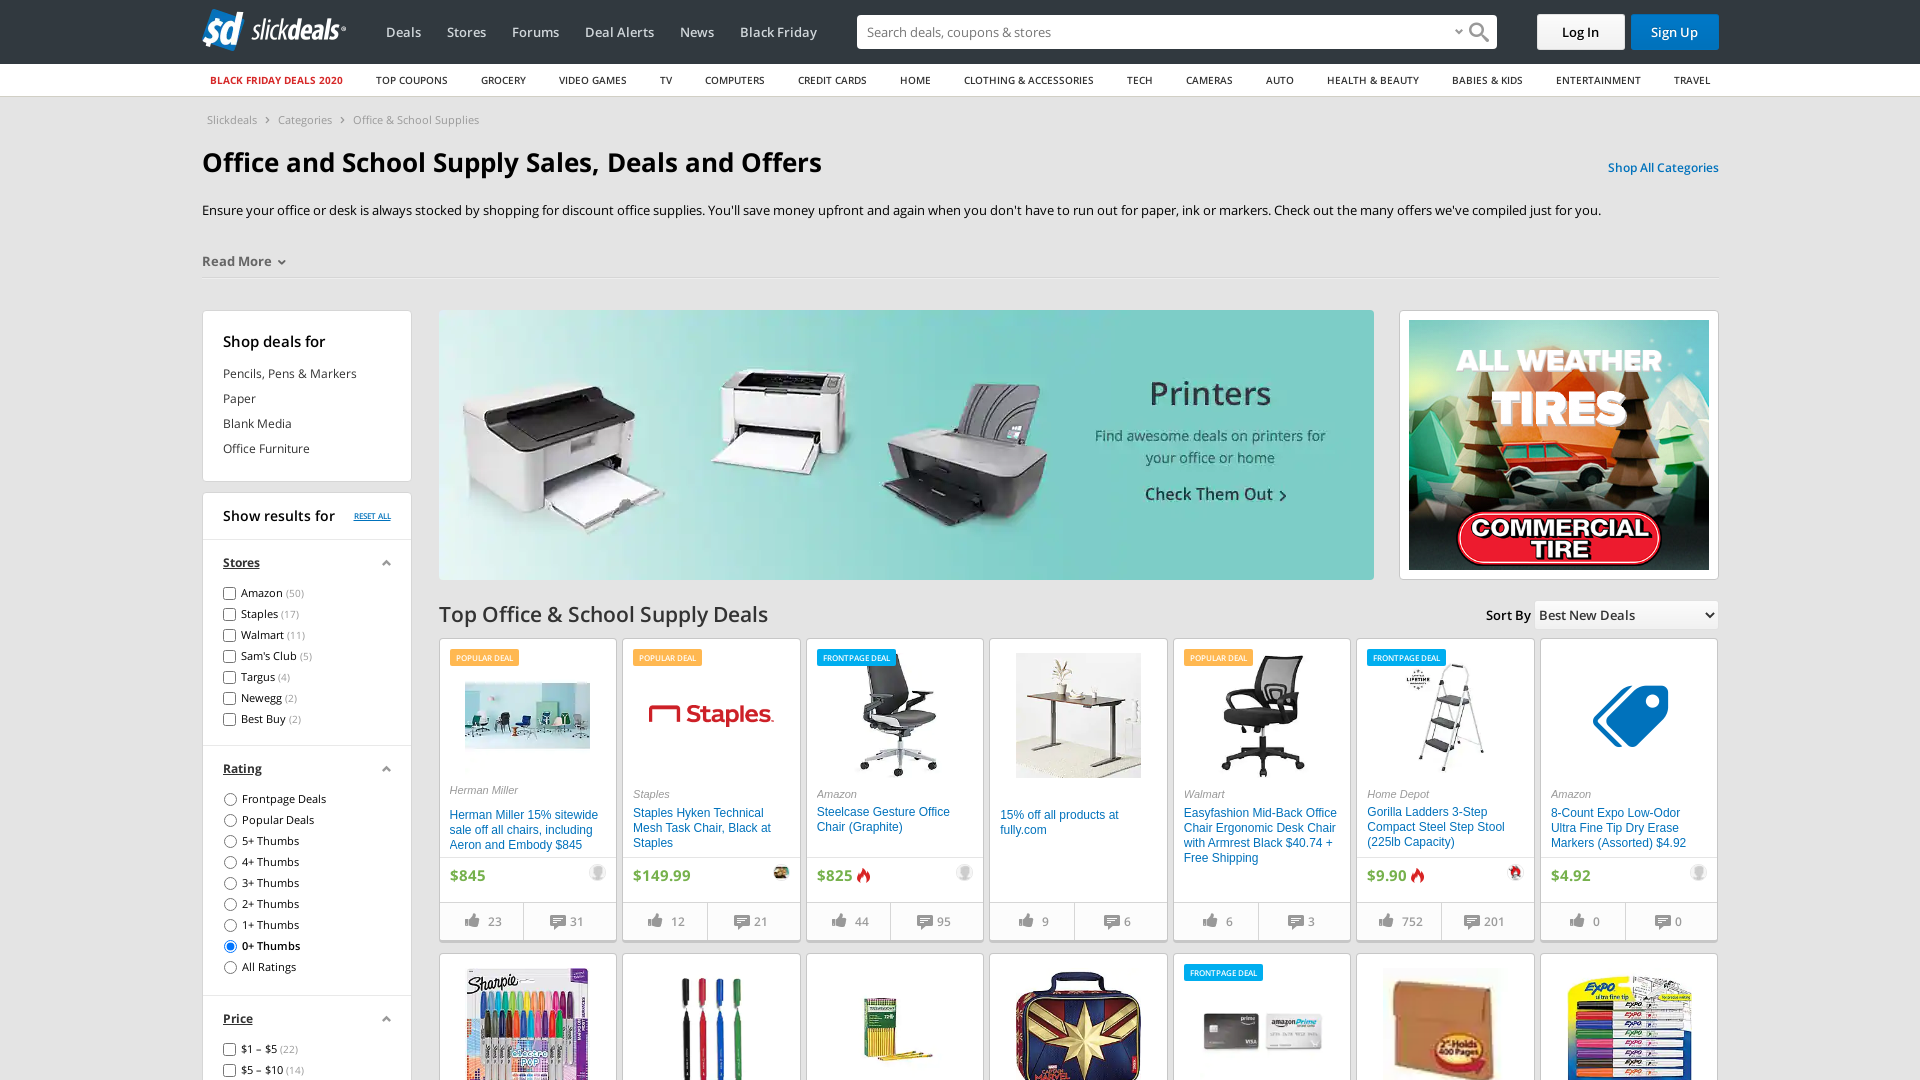 sd slickdeals
Deals
Stores
Forums
Deal Alerts
News
Black Friday
Search deals, coupons & stores
Log In
Sign Up
BLACK FRIDAY DEALS 2020
TOP COUPONS
GROCERY
VIDEO GAMES
TV
COMPUTERS
CREDIT CARDS
HOME
CLOTHING & ACCESSORIES
TECH
CAMERAS
AUTO
HEALTH & BEAUTY
BABIES & KIDS
ENTERTAINMENT
TRAVEL
Slickdeals > Categories > Office & School Supplies
Office and School Supply Sales, Deals and Offers
Shop All Categories
Ensure your office or desk is always stocked by shopping for discount office supplies. You'll save money upfront and again when you don't have to run out for paper, ink or markers. Check out the many offers we've compiled just for you.
Read More
Shop deals for
Pencils, Pens & Markers
Paper
Blank Media
Office Furniture
Show results for
RESET ALL
Stores
Amazon (50)
Staples (17)
Walmart (11)
Sam's Club (5)
Targus (4)
Newegg (2)
Best Buy (2)
Rating
Frontpage Deals
Popular Deals
5+ Thumbs
4+ Thumbs
3+ Thumbs
2+ Thumbs
1+ Thumbs
0+ Thumbs
All Ratings
Price
$1 – $5 (22)
$5 – $10 (14)
Printers
Find awesome deals on printers for
your office or home
Check Them Out >
ALL WEATHER
TIRES
COMMERCIAL
TIRE
Top Office & School Supply Deals
Sort By
Best New Deals
POPULAR DEAL
Herman Miller
Herman Miller 15% sitewide
sale off all chairs, including
Aeron and Embody $845
$845
23
31
POPULAR DEAL
Staples
Staples
Staples Hyken Technical
Mesh Task Chair, Black at
Staples
$149.99
12
21
FRONTPAGE DEAL
Amazon
Steelcase Gesture Office
Chair (Graphite)
$825
44
95
15% off all products at
fully.com
9
6
POPULAR DEAL
Walmart
Easyfashion Mid-Back Office
Chair Ergonomic Desk Chair
with Armrest Black $40.74 +
Free Shipping
6
3
FRONTPAGE DEAL
LIFETIME
Home Depot
Gorilla Ladders 3-Step
Compact Steel Step Stool
(225lb Capacity)
$9.90
752
201
Amazon
8-Count Expo Low-Odor
Ultra Fine Tip Dry Erase
Markers (Assorted) $4.92
$4.92
0
0
Sharpie
FRONTPAGE DEAL
prime
VISA
amazonPrime
2" Holds
400 Pages
EXPO
ultra fine tip